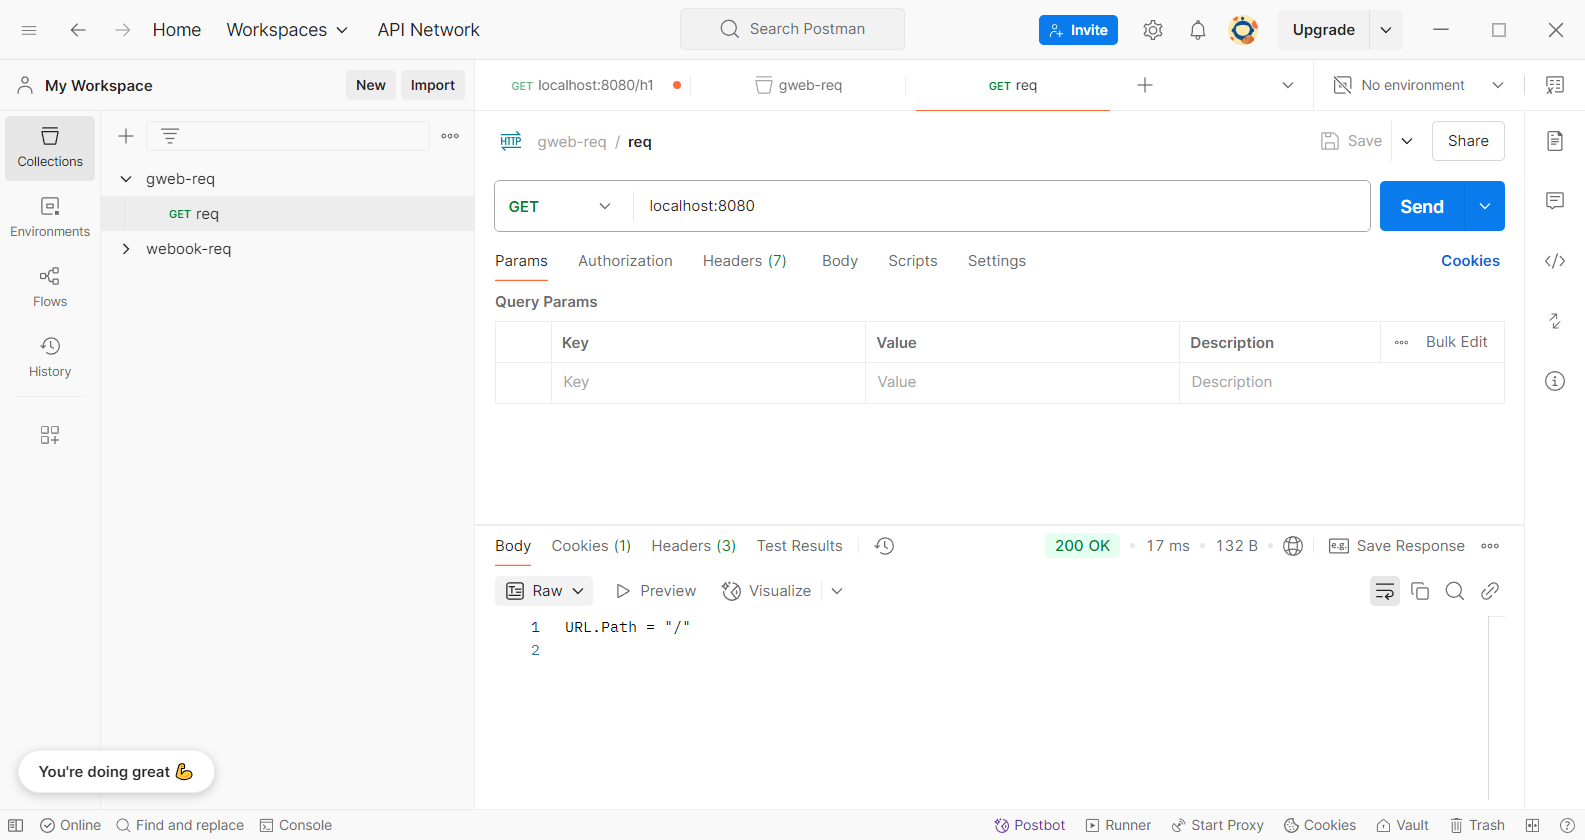 Home Workspaces API Network Search Postman Invite Upgrade
My Workspace New Import GET localhost:8080/h1 gweb-req GET req No environment
Collections
Environments
Flows
History
gweb-req
GET req
webook-req
HTTP gweb-req / req Save Share
GET localhost:8080 Send
Params Authorization Headers (7) Body Scripts Settings Cookies
Query Params
Key Value Description Bulk Edit
Key Value Description
Body Cookies (1) Headers (3) Test Results 200 OK 17 ms 132 B e.g. Save Response
Raw Preview Visualize
1 URL.Path = "/"
2
You're doing great 💪
Online Find and replace Console Postbot Runner Start Proxy Cookies Vault Trash